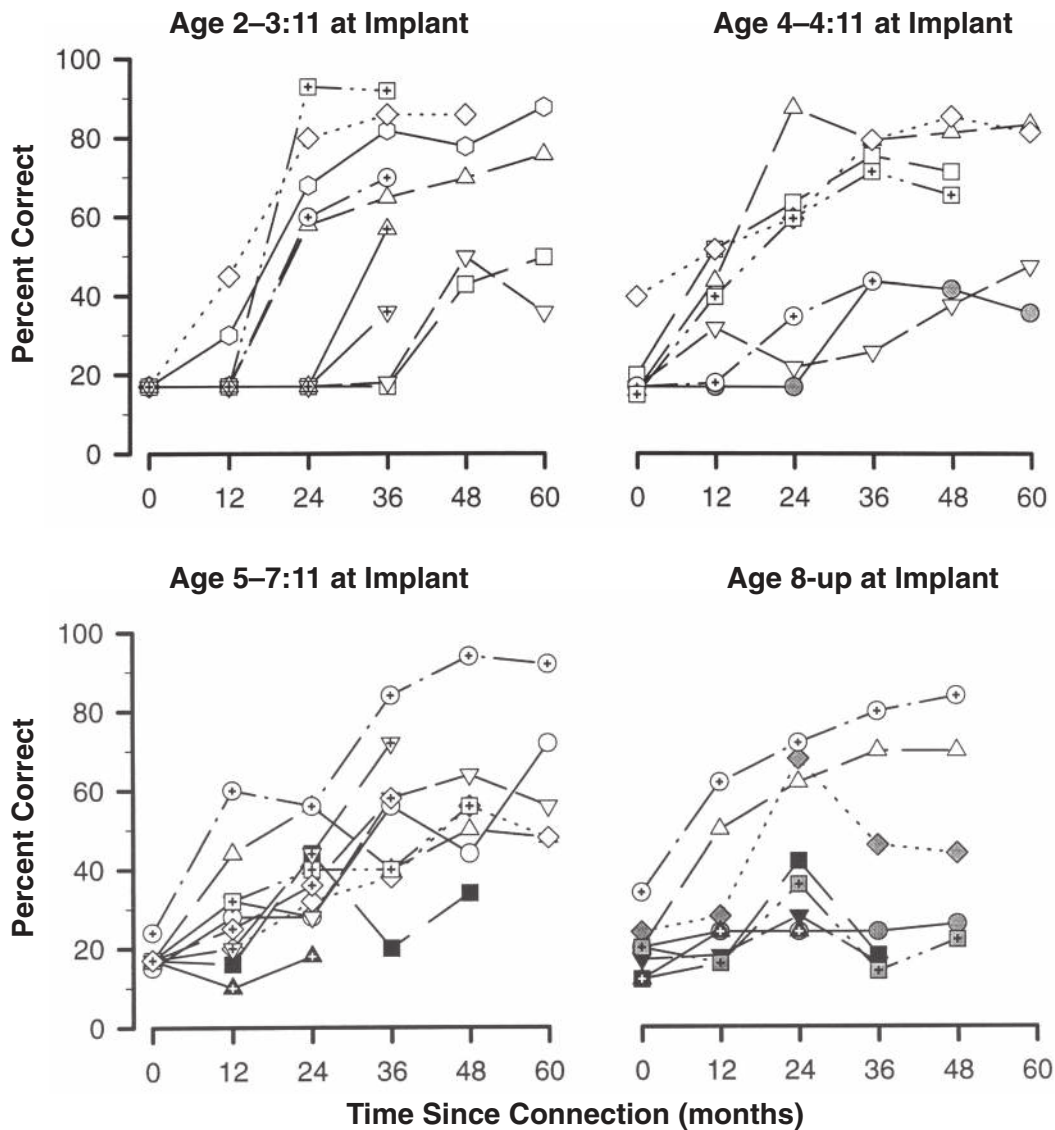 Age 2–3:11 at Implant
Age 4–4:11 at Implant
Percent Correct
100
80
60
40
20
0
0 12 24 36 48 60
0 12 24 36 48 60
Age 5–7:11 at Implant
Age 8-up at Implant
Percent Correct
100
80
60
40
20
0
0 12 24 36 48 60
0 12 24 36 48 60
Time Since Connection (months)